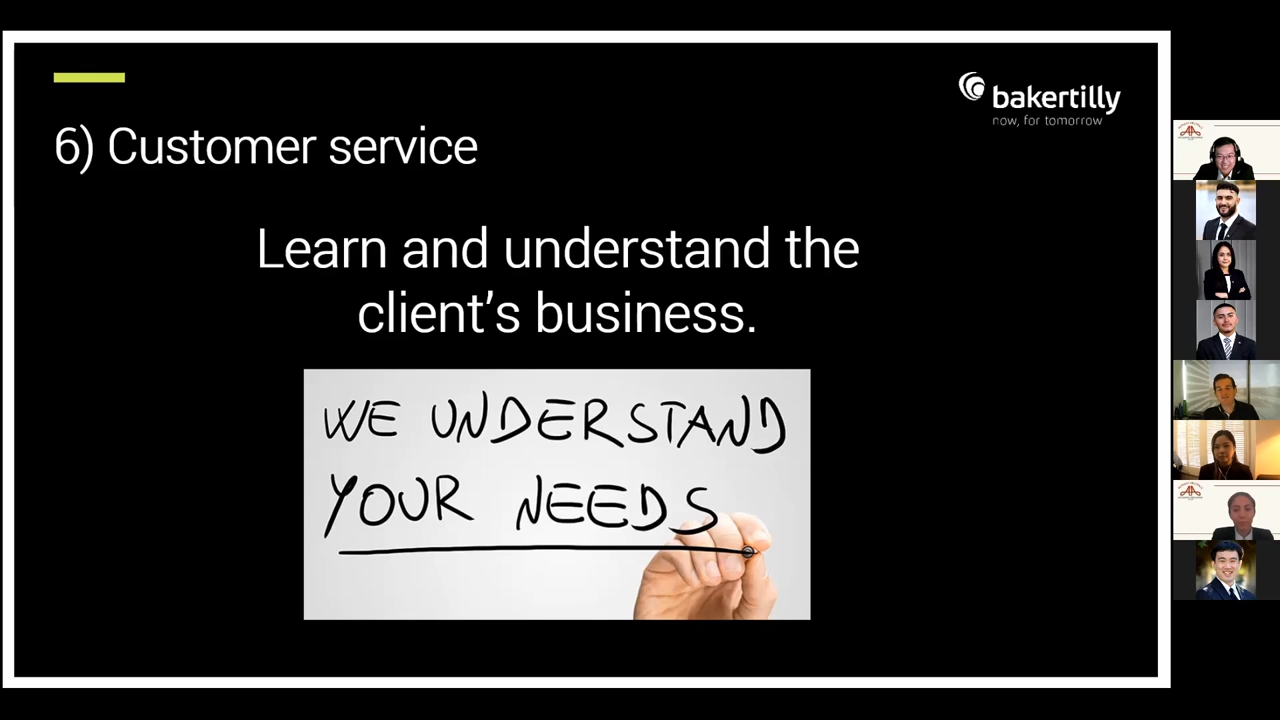 bakertilly
now, for tomorrow
6) Customer service
Learn and understand the
client’s business.
WE UNDERSTAND
YOUR NEEDS